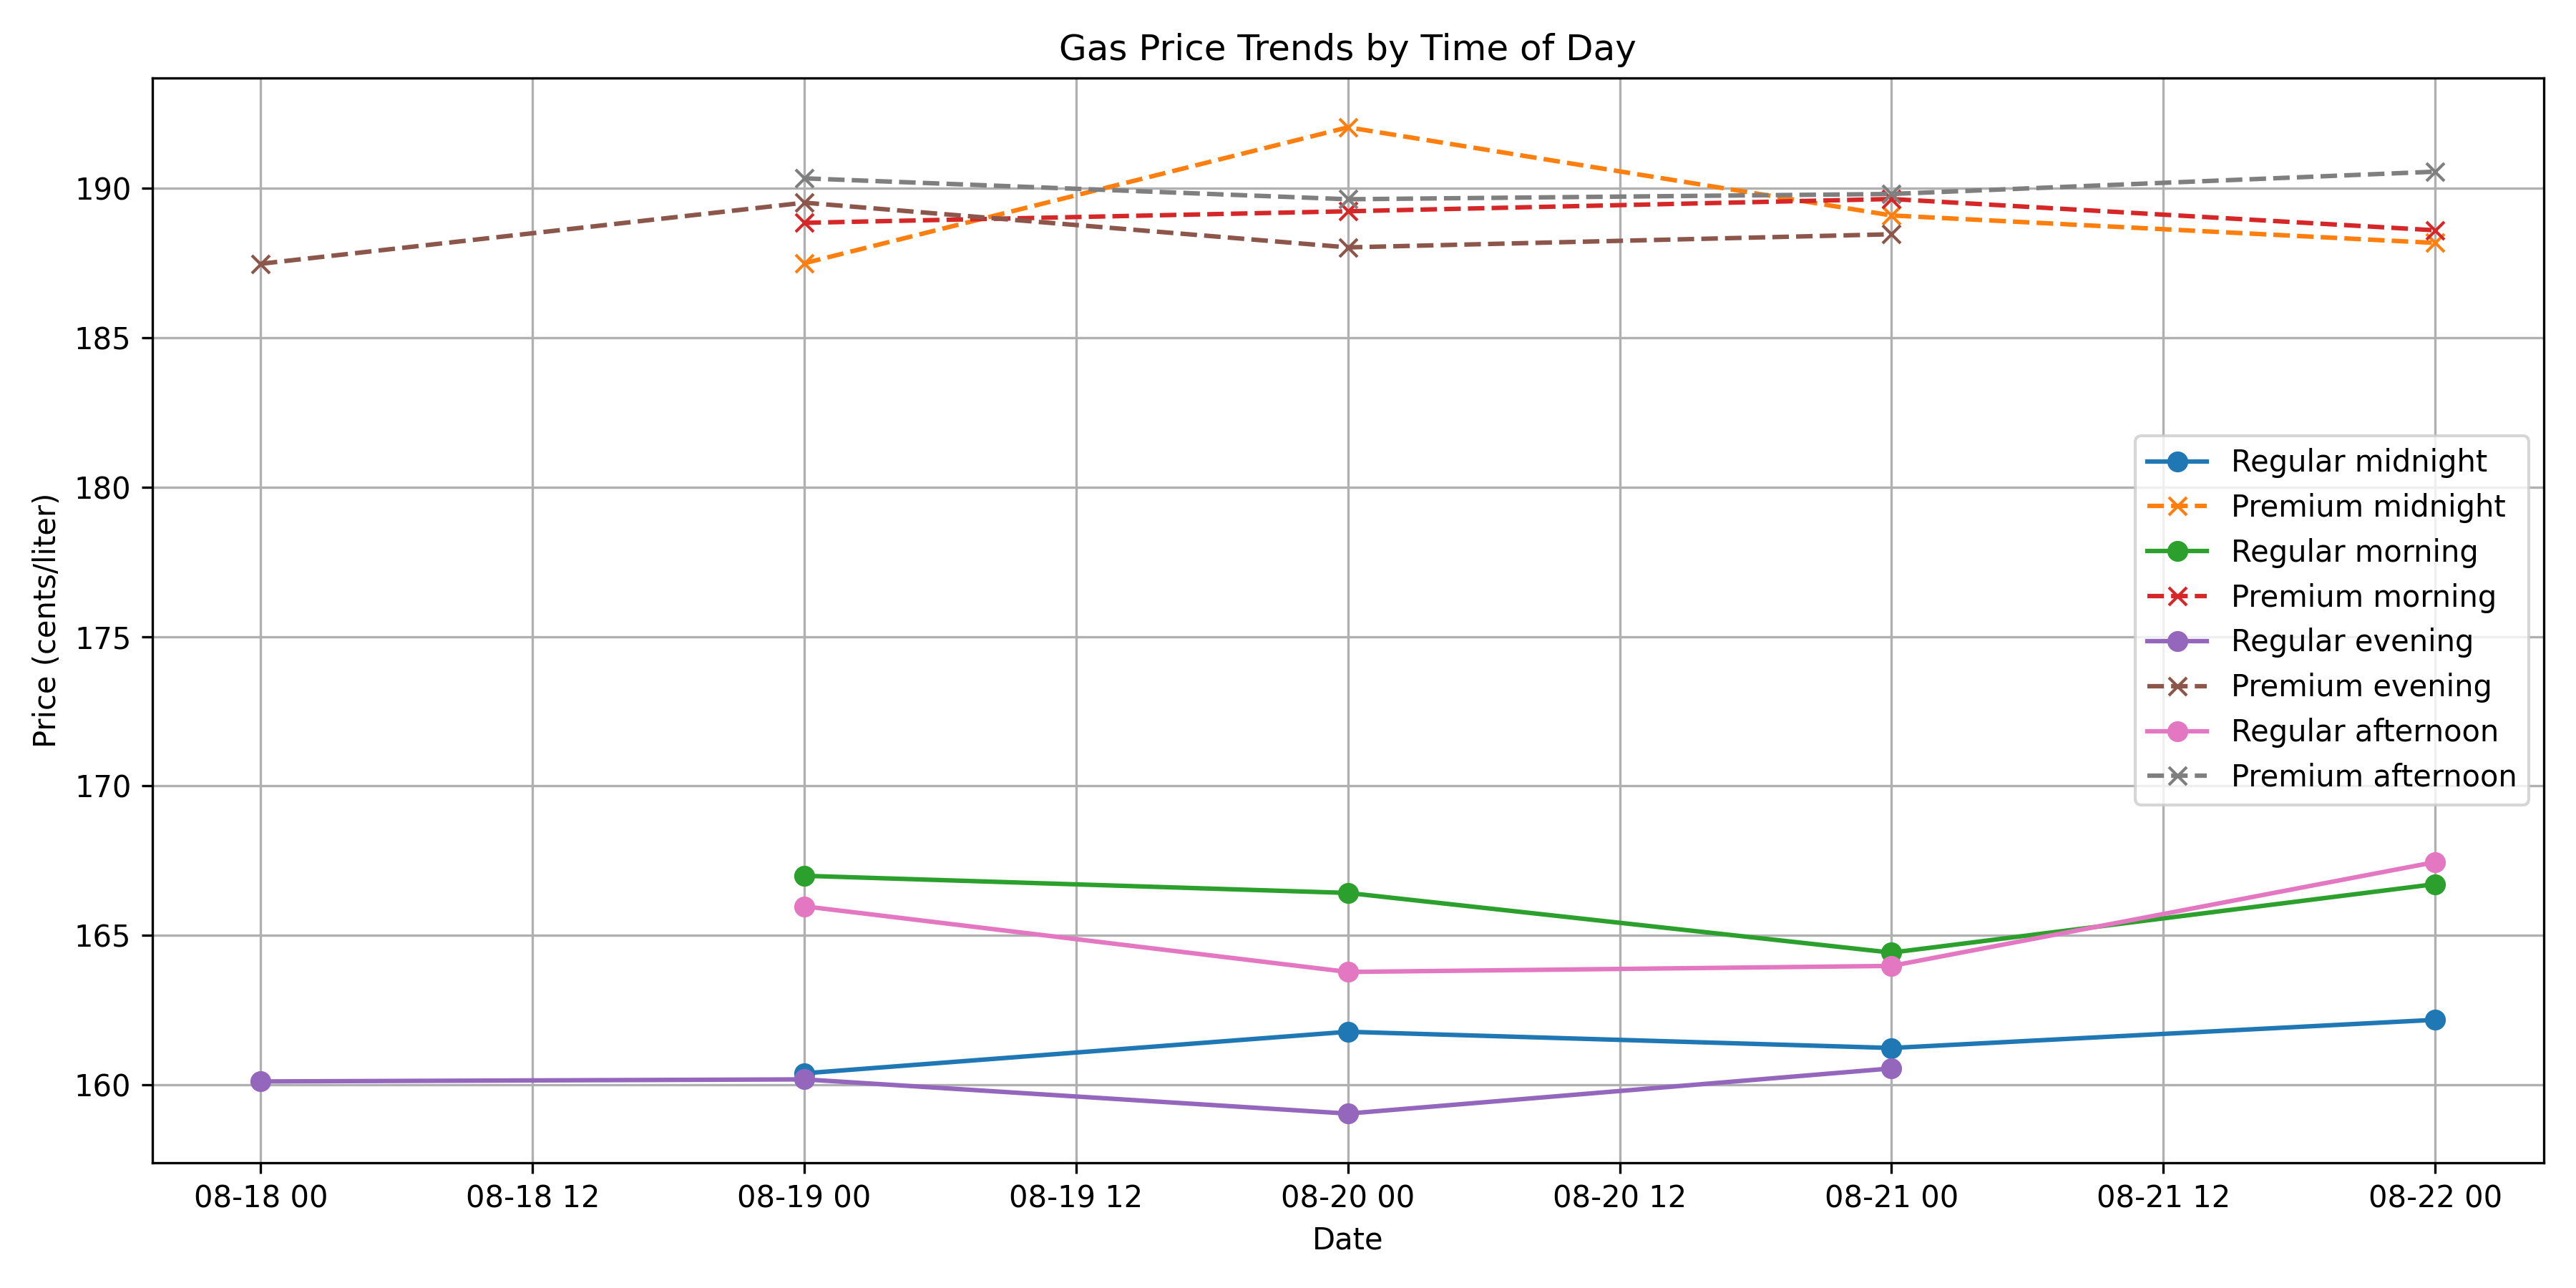 Gas Price Trends by Time of Day
Price (cents/liter)
190
185
180
175
170
165
160
Regular midnight
Premium midnight
Regular morning
Premium morning
Regular evening
Premium evening
Regular afternoon
Premium afternoon
08-18 00 08-18 12 08-19 00 08-19 12 08-20 00 08-20 12 08-21 00 08-21 12 08-22 00
Date